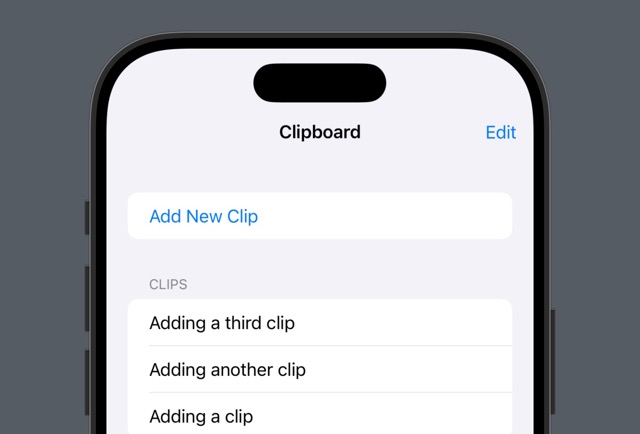 Clipboard
Edit
Add New Clip
CLIPS
Adding a third clip
Adding another clip
Adding a clip